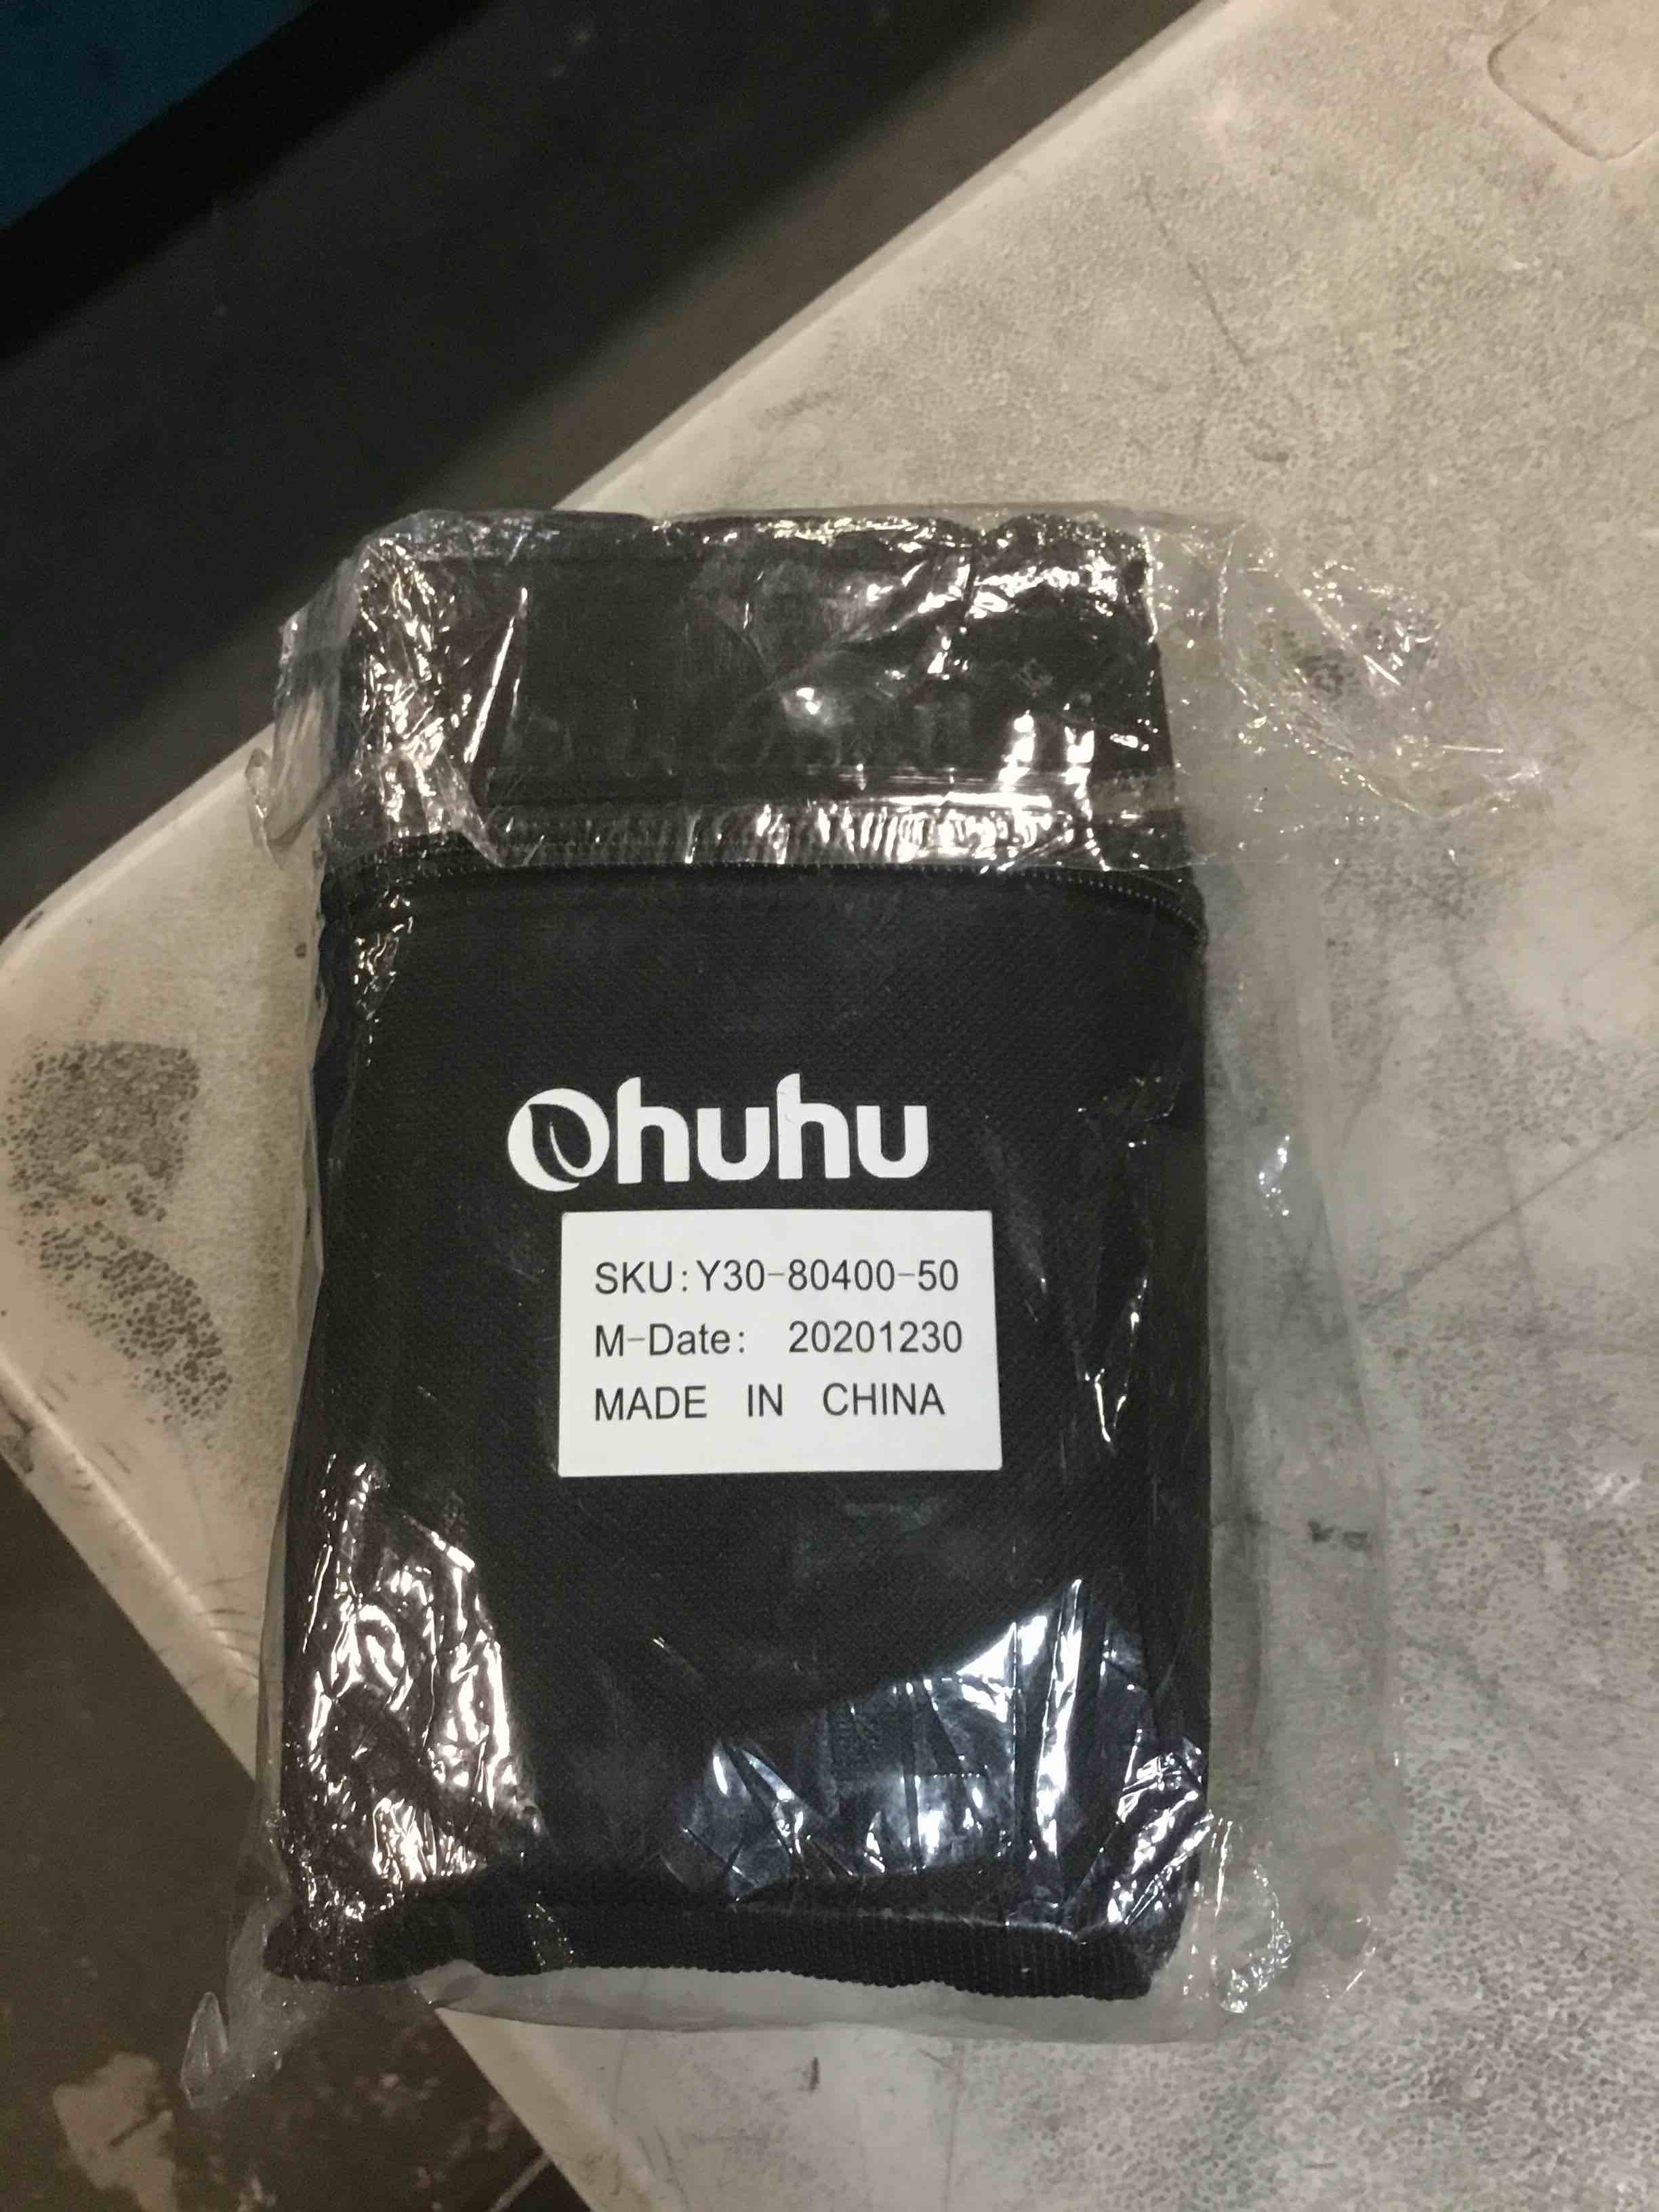 Ohuhu
SKU:Y30-80400-50
M-Date: 20201230
MADE IN CHINA